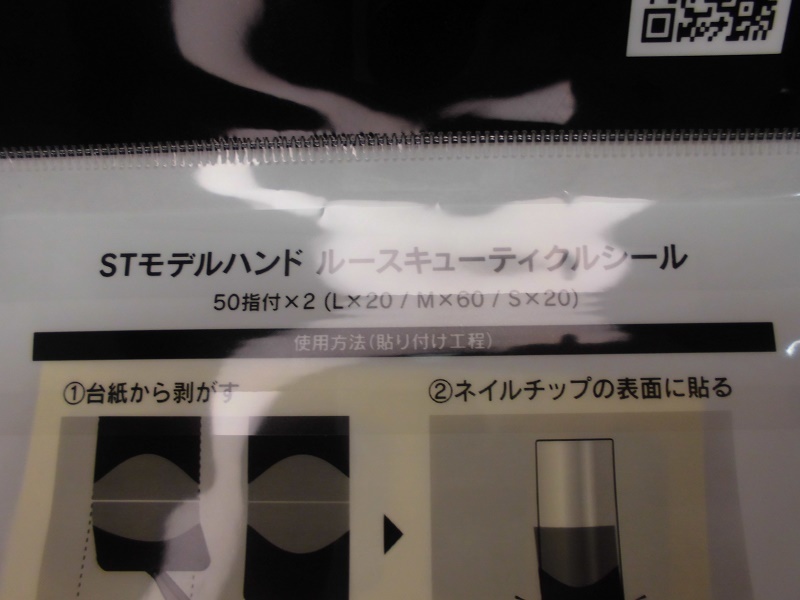 STモデルハンド ルースキューティクルシール
50指付×2 (L×20 / M×60 / S×20)
使用方法(貼り付け工程)
①台紙から剥がす
②ネイルチップの表面に貼る